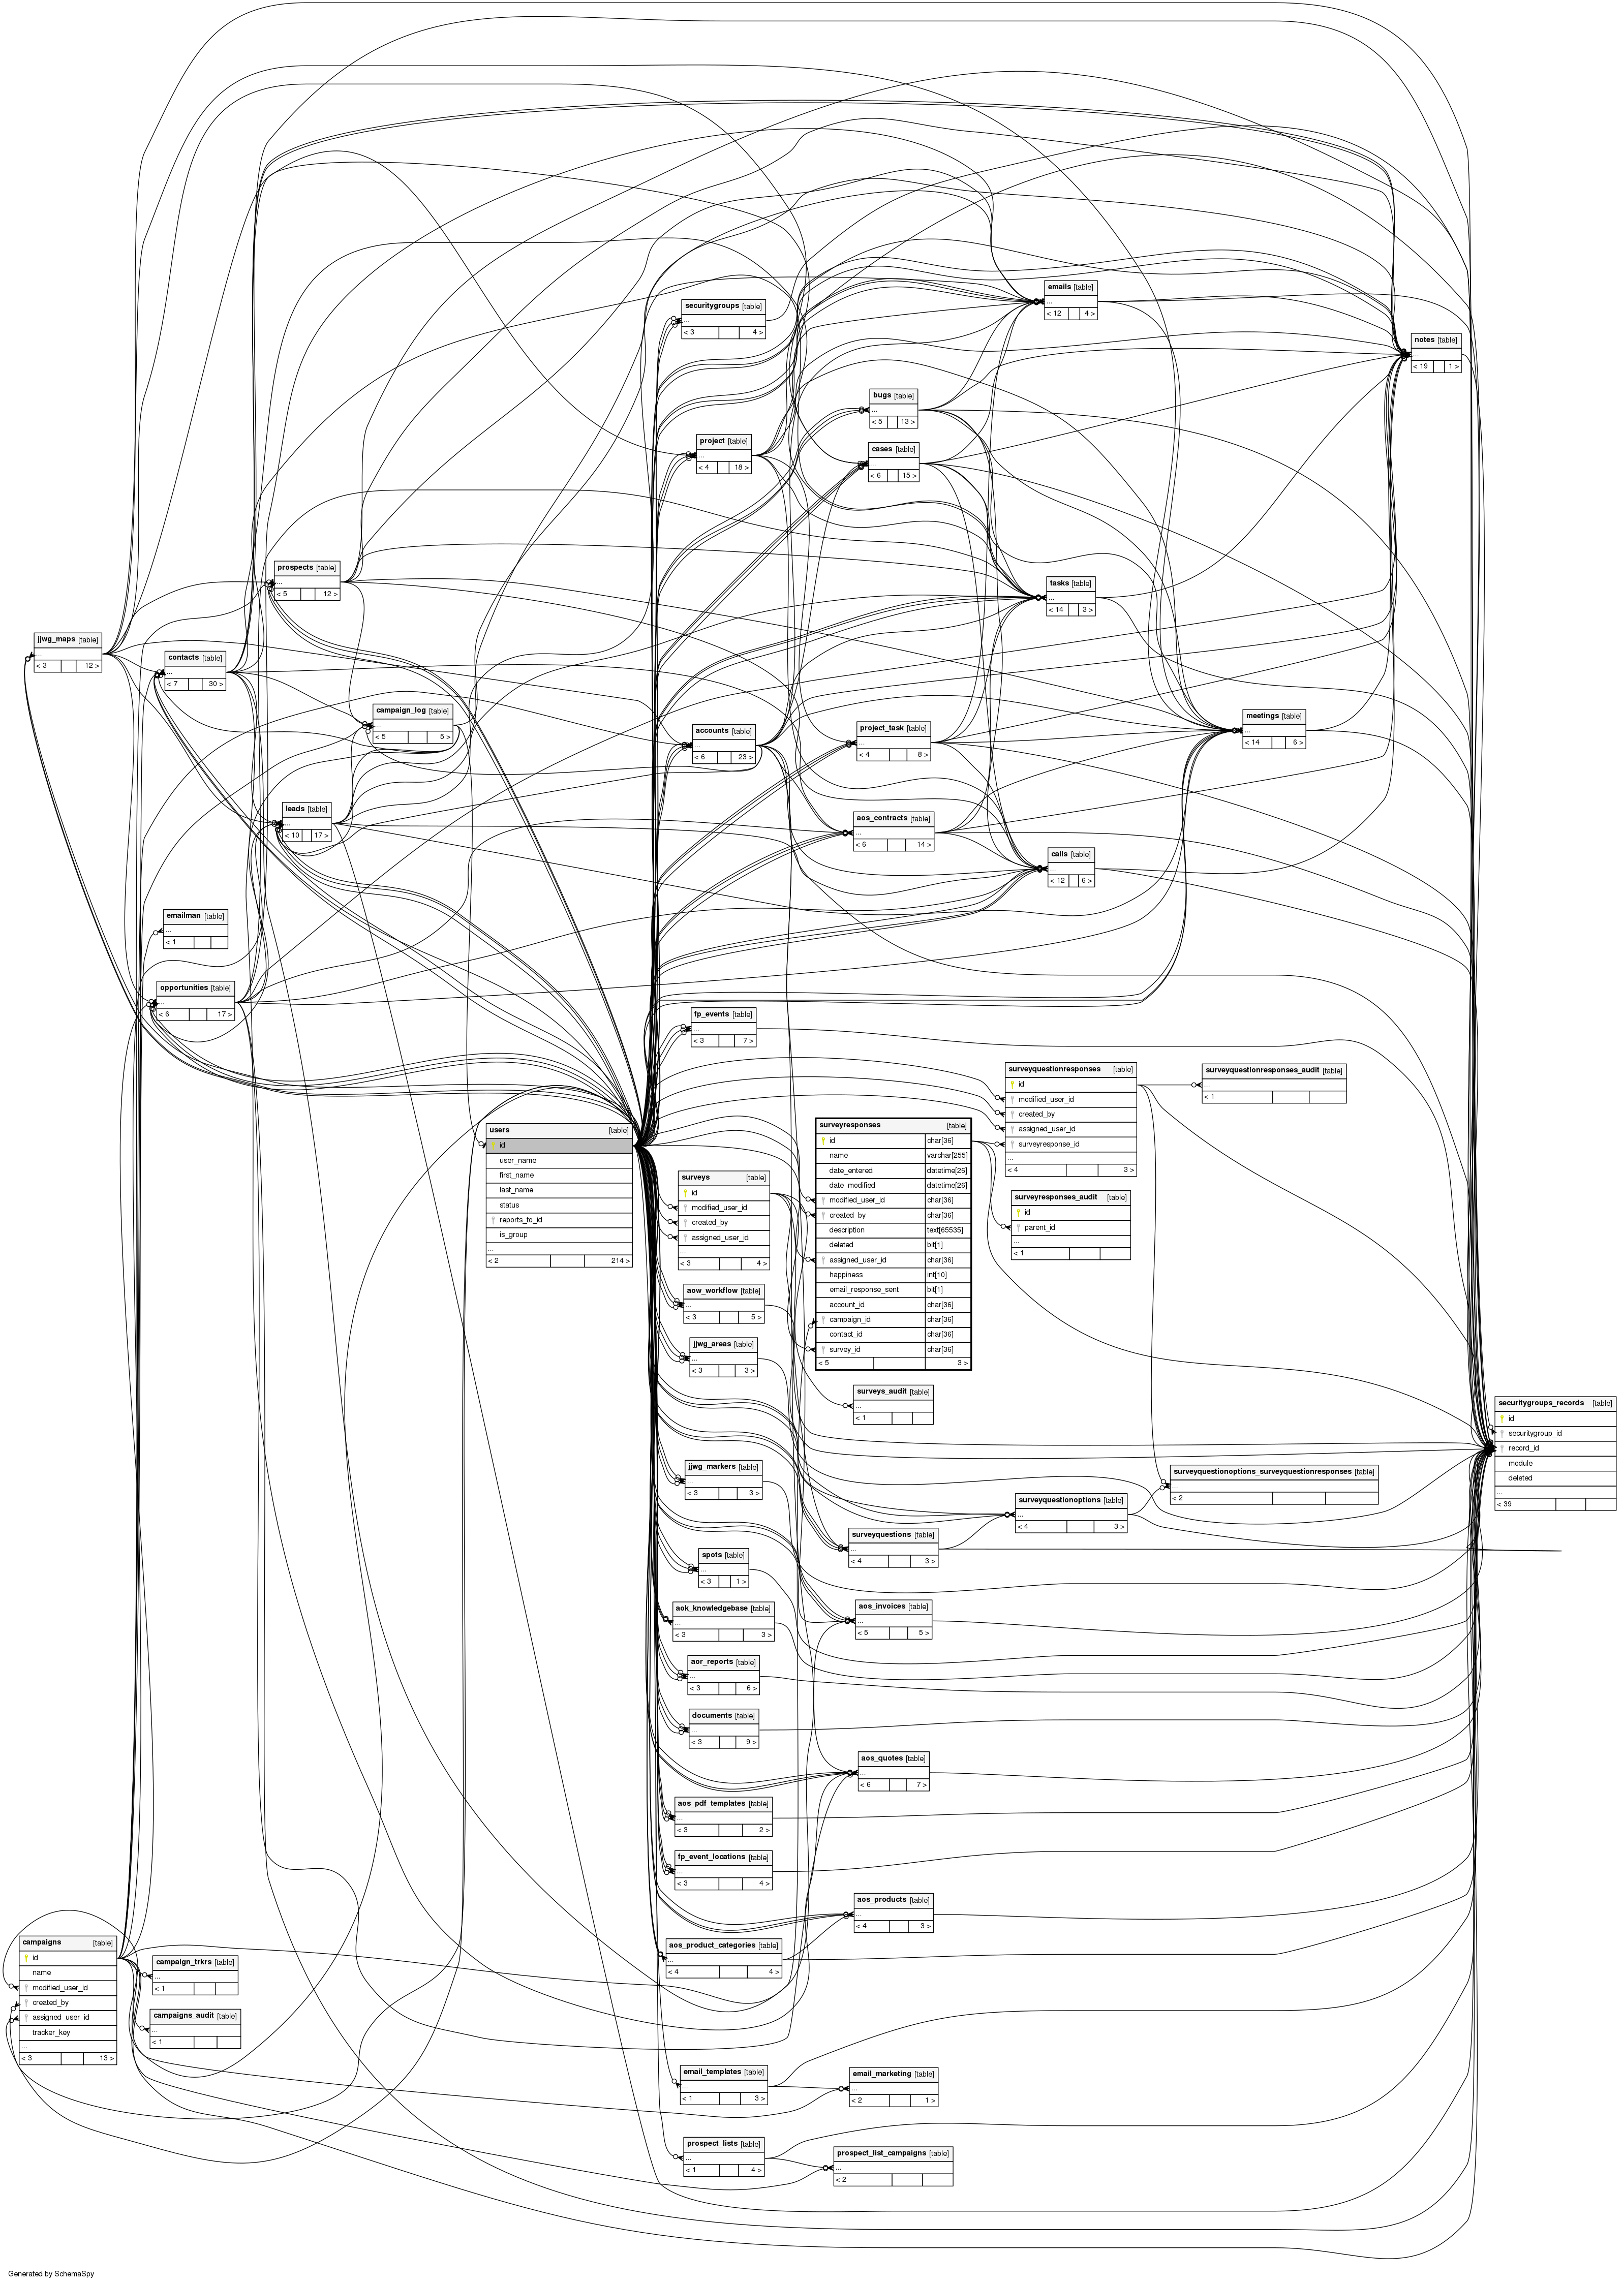 securitygroups [table]
...
< 3 4 >
emails [table]
...
< 12 4 >
notes [table]
...
< 19 1 >
bugs [table]
...
< 5 13 >
project [table]
...
< 4 18 >
cases [table]
...
< 6 15 >
prospects [table]
...
< 5 12 >
tasks [table]
...
< 14 3 >
jjwg_maps [table]
...
< 3 12 >
contacts [table]
...
< 7 30 >
campaign_log [table]
...
< 5 5 >
accounts [table]
...
< 6 23 >
project_task [table]
...
< 4 8 >
meetings [table]
...
< 14 6 >
leads [table]
...
< 10 17 >
aos_contracts [table]
...
< 6 14 >
calls [table]
...
< 12 6 >
emailman [table]
...
< 1
opportunities [table]
...
< 6 17 >
fp_events [table]
...
< 3 7 >
surveyquestionresponses [table]
id
modified_user_id
created_by
assigned_user_id
surveyresponse_id
...
< 4 3 >
surveyquestionresponses_audit [table]
...
< 1
users [table]
id
user_name
first_name
last_name
status
reports_to_id
is_group
...
< 2 214 >
surveys [table]
id
modified_user_id
created_by
assigned_user_id
...
< 3 4 >
surveyresponses [table]
id char[36]
name varchar[255]
date_entered datetime[26]
date_modified datetime[26]
modified_user_id char[36]
created_by char[36]
description text[65535]
deleted bit[1]
assigned_user_id char[36]
happiness int[10]
email_response_sent bit[1]
account_id char[36]
campaign_id char[36]
contact_id char[36]
survey_id char[36]
< 5 3 >
surveyresponses_audit [table]
id
parent_id
...
< 1
aow_workflow [table]
...
< 3 5 >
jjwg_areas [table]
...
< 3 3 >
surveys_audit [table]
...
< 1
securitygroups_records [table]
id
securitygroup_id
record_id
module
deleted
...
< 39
jjwg_markers [table]
...
< 3 3 >
surveyquestionoptions_surveyquestionresponses [table]
...
< 2
surveyquestionoptions [table]
...
< 4 3 >
surveyquestions [table]
...
< 4 3 >
spots [table]
...
< 3 1 >
aok_knowledgebase [table]
...
< 3 3 >
aos_invoices [table]
...
< 5 5 >
aor_reports [table]
...
< 3 6 >
documents [table]
...
< 3 9 >
aos_quotes [table]
...
< 6 7 >
aos_pdf_templates [table]
...
< 3 2 >
fp_event_locations [table]
...
< 3 4 >
aos_products [table]
...
< 4 3 >
aos_product_categories [table]
...
< 4 4 >
campaigns [table]
id
name
modified_user_id
created_by
assigned_user_id
tracker_key
...
< 3 13 >
campaign_trkrs [table]
...
< 1
campaigns_audit [table]
...
< 1
email_templates [table]
...
< 1 3 >
email_marketing [table]
...
< 2 1 >
prospect_lists [table]
...
< 1 4 >
prospect_list_campaigns [table]
...
< 2
Generated by SchemaSpy